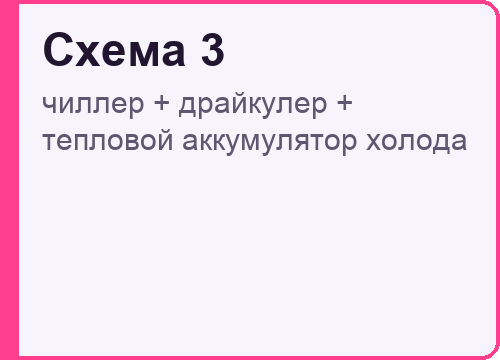 Схема 3
чиллер + драйкулер +
тепловой аккумулятор холода